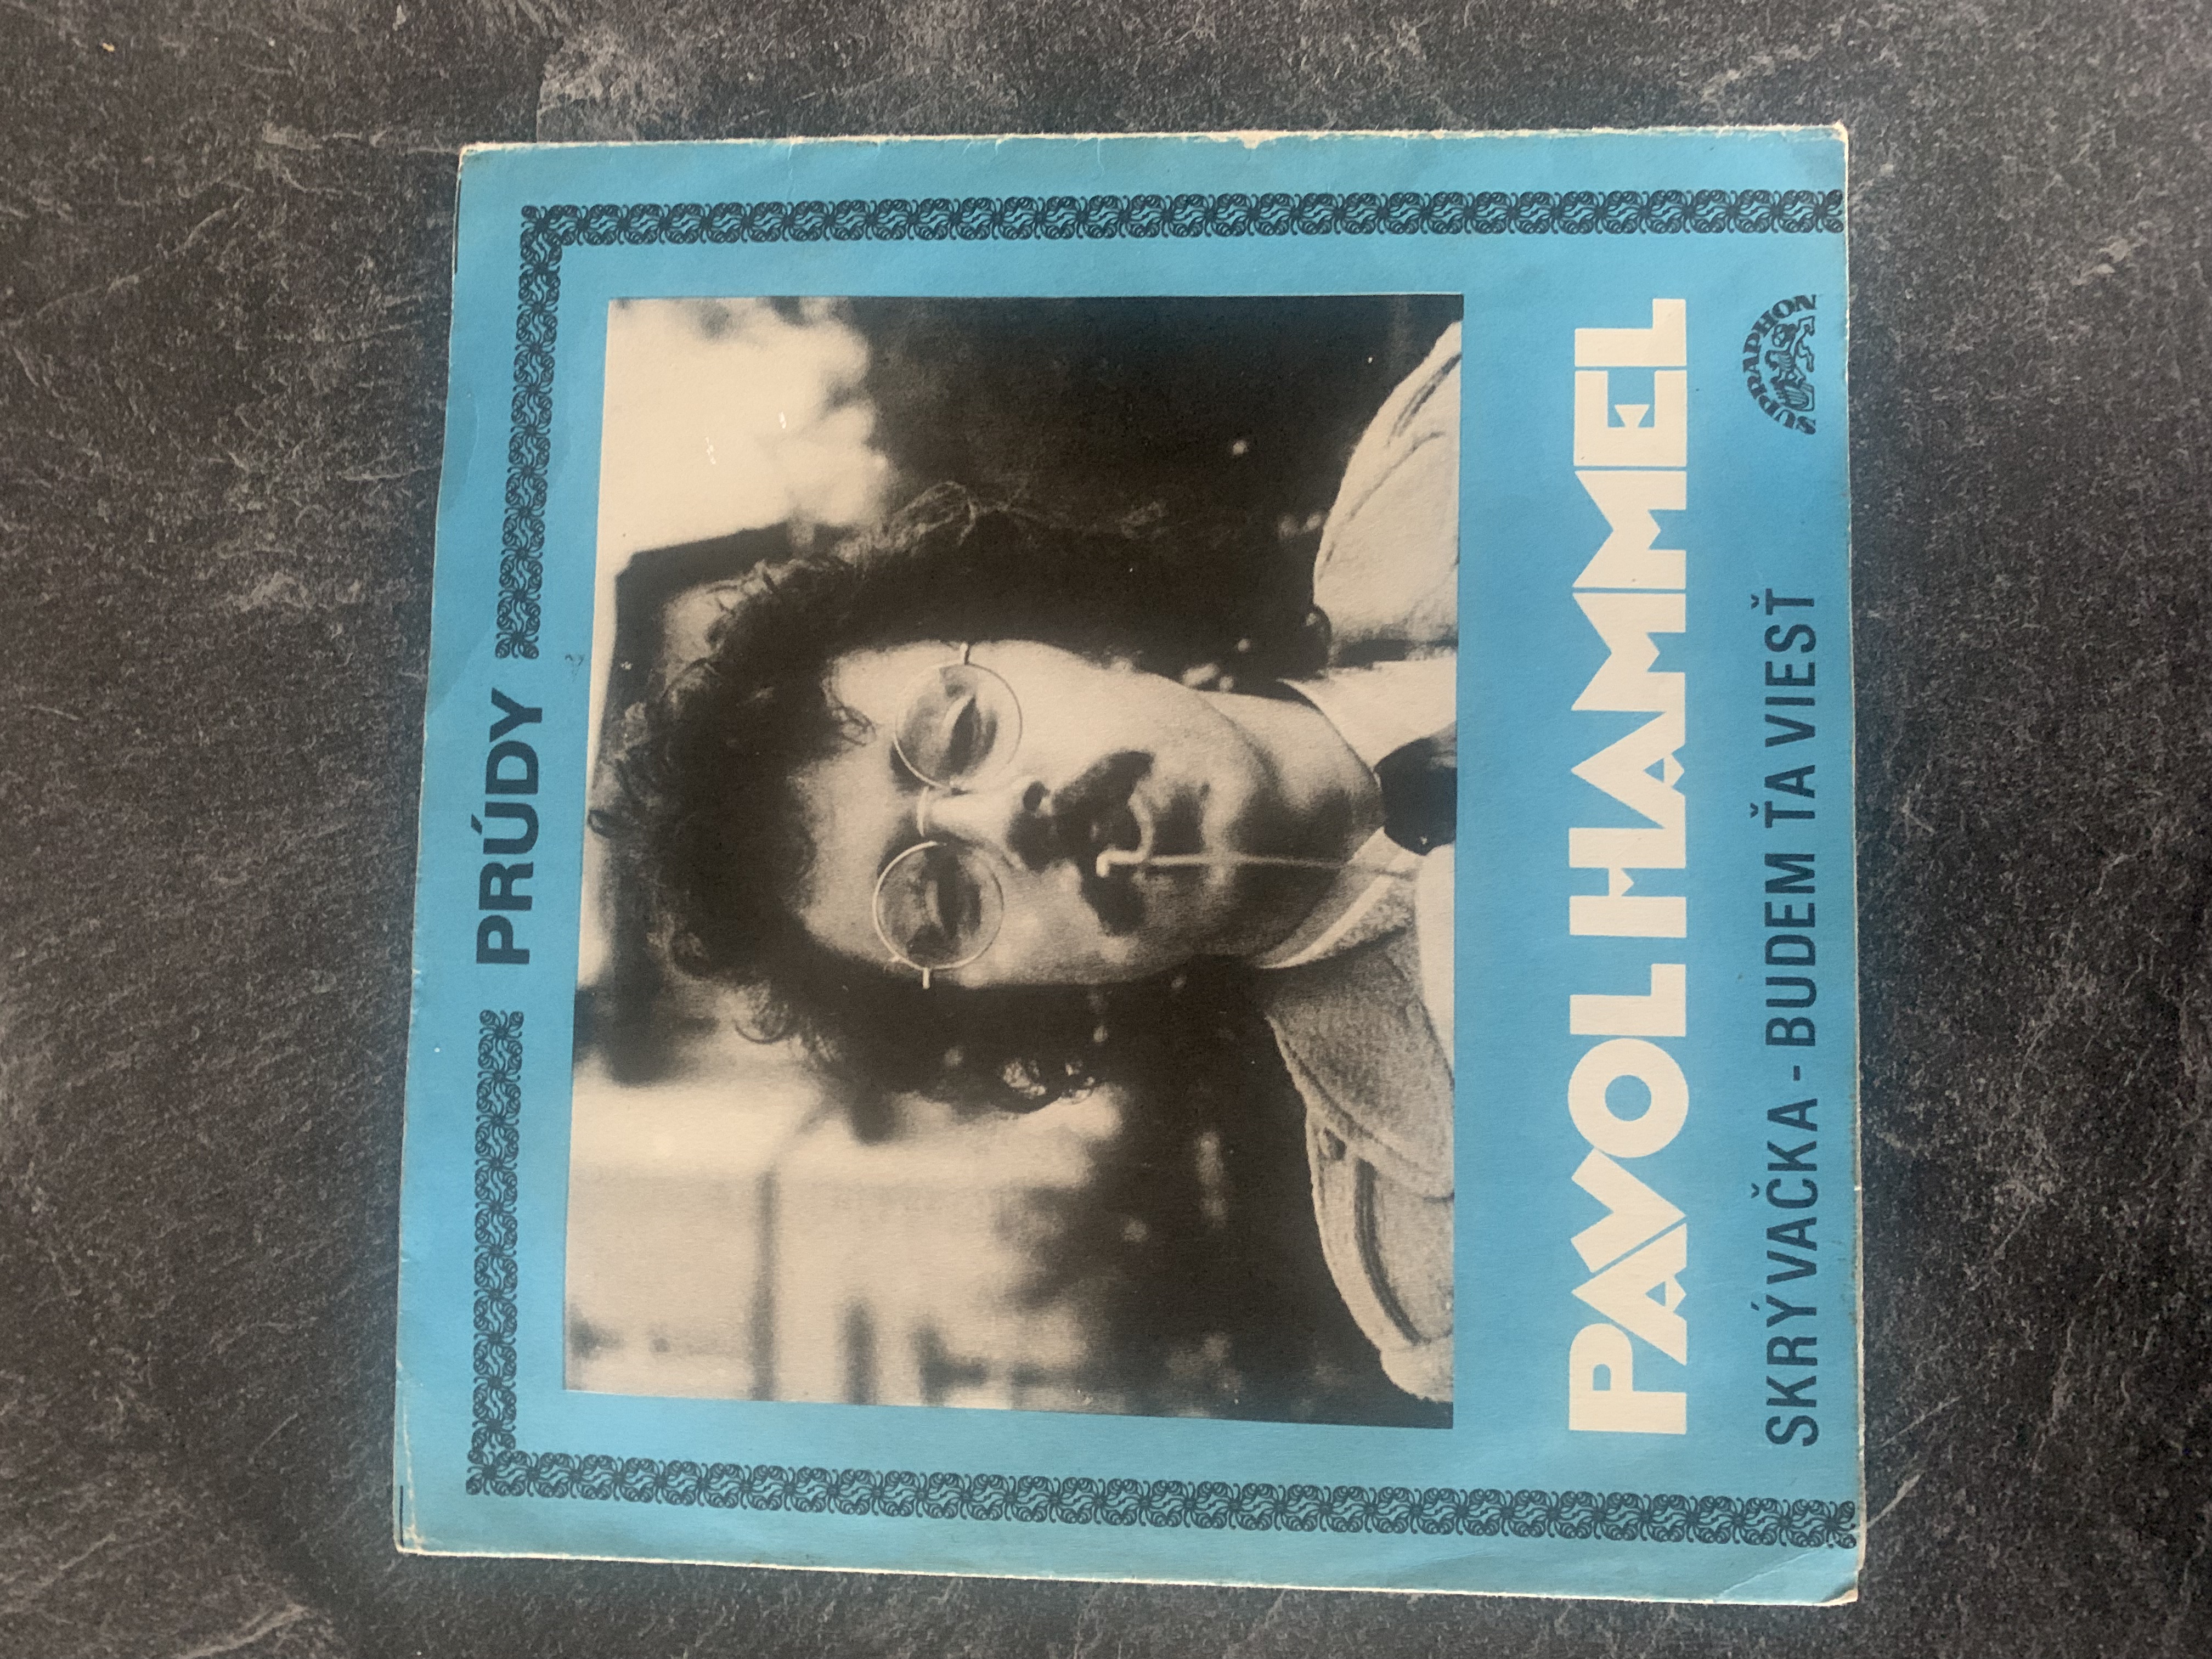 PRÚDY
PAVOL HAMMEL
SKRÝVAČKA - BUDEM ŤA VIESŤ
SUPRAPHON